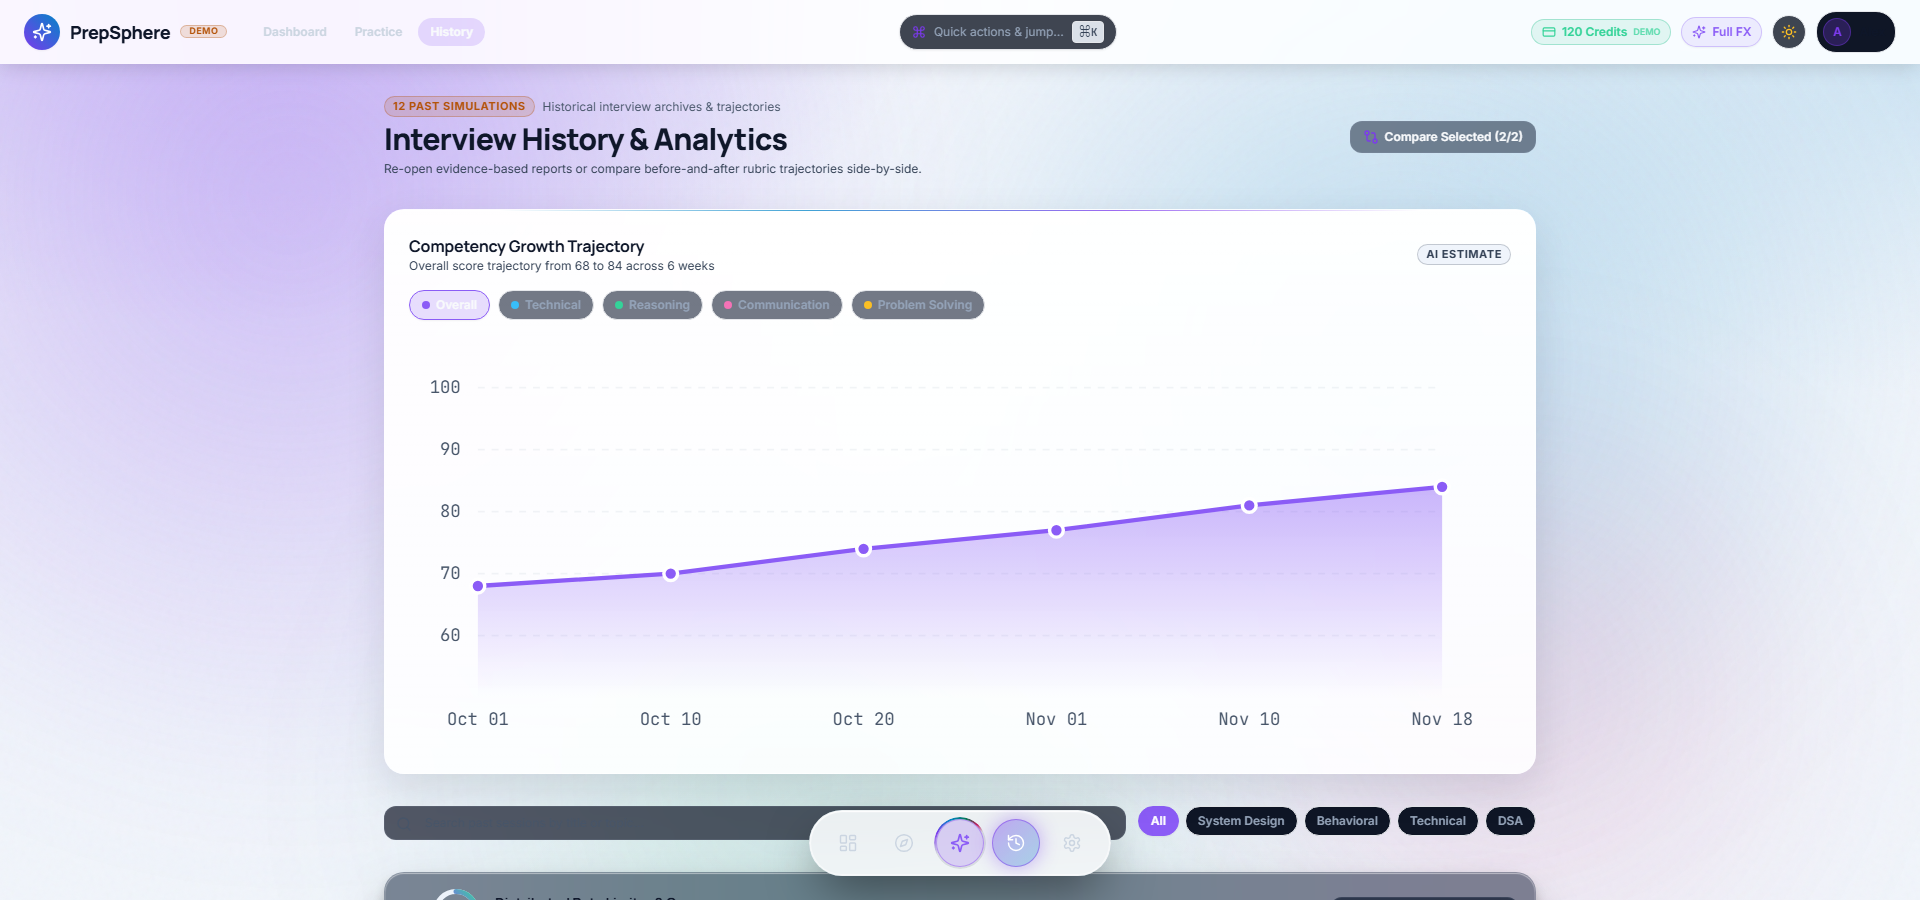 PrepSphere DEMO Dashboard Practice History Quick actions & jump... ⌘K 120 Credits DEMO Full FX A
12 PAST SIMULATIONS Historical interview archives & trajectories
Interview History & Analytics
Compare Selected (2/2)
Re-open evidence-based reports or compare before-and-after rubric trajectories side-by-side.
Competency Growth Trajectory
AI ESTIMATE
Overall score trajectory from 68 to 84 across 6 weeks
Overall Technical Reasoning Communication Problem Solving
100
90
80
70
60
Oct 01 Oct 10 Oct 20 Nov 01 Nov 10 Nov 18
All System Design Behavioral Technical DSA